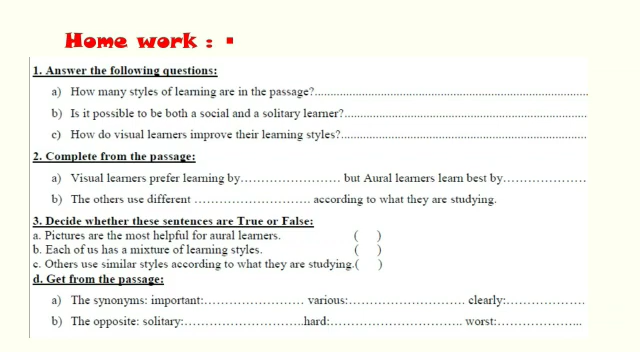 Home work : ▪
1. Answer the following questions:
a) How many styles of learning are in the passage?..........................................................................................
b) Is it possible to be both a social and a solitary learner?................................................................................
c) How do visual learners improve their learning styles?.................................................................................
2. Complete from the passage:
a) Visual learners prefer learning by…………………… but Aural learners learn best by…………………
b) The others use different ………………………… according to what they are studying.
3. Decide whether these sentences are True or False:
a. Pictures are the most helpful for aural learners. ( )
b. Each of us has a mixture of learning styles. ( )
c. Others use similar styles according to what they are studying.( )
d. Get from the passage:
a) The synonyms: important:…………………… various:……………………… clearly:…………………
b) The opposite: solitary:………………………..hard:………………………….. worst:………………...